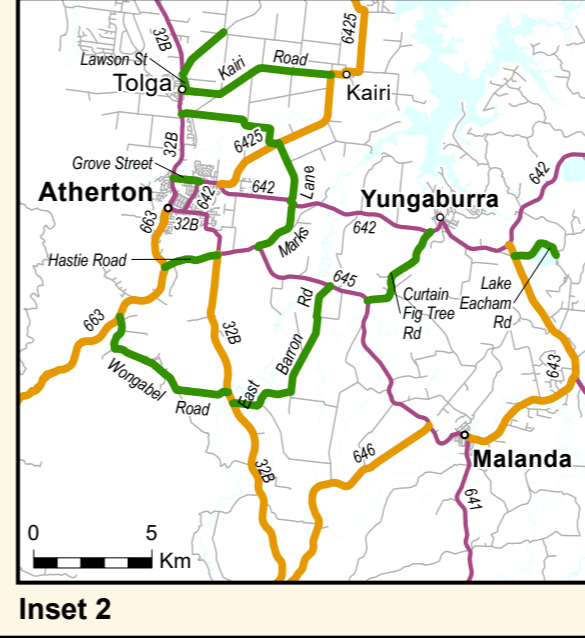 32B
6425
Lawson St
Kairi
Road
Tolga
Kairi
32B
6425
Grove Street
642
Lane
642
642
Atherton
Yungaburra
663
32B
642
Marks
Hastie Road
645
Lake
Eacham
Rd
Curtain
Fig Tree
Rd
Rd
663
32B
Barron
643
Wongabel
Road
East
646
32B
Malanda
641
0 5
Km
Inset 2